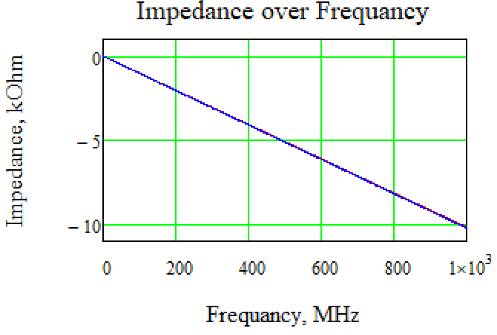 Impedance over Frequancy
Impedance, kOhm
0
− 5
− 10
0 200 400 600 800 1×10³
Frequancy, MHz